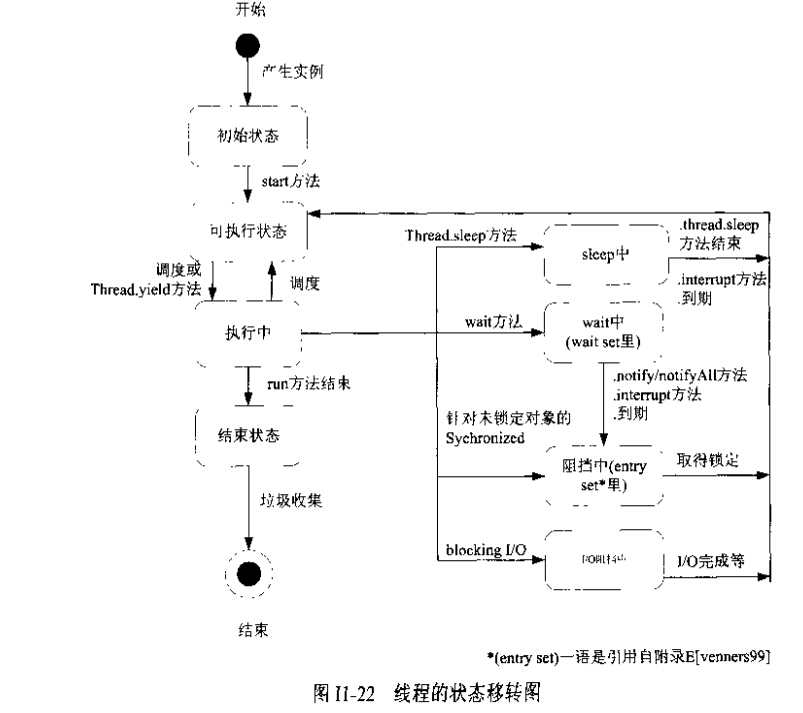 开始
产生实例
初始状态
start方法
可执行状态
调度或
Thread.yield方法
调度
执行中
run方法结束
结束状态
垃圾收集
结束
Thread.sleep方法
sleep中
.thread.sleep
方法结束
.interrupt方法
.到期
wait方法
wait中
(wait set里)
.notify/notifyAll方法
.interrupt方法
.到期
针对未锁定对象的
Sychronized
阻挡中(entry
set*里)
取得锁定
blocking I/O
I/O完成等
*(entry set)一语是引用自附录E[venners99]
图 I1-22 线程的状态移转图